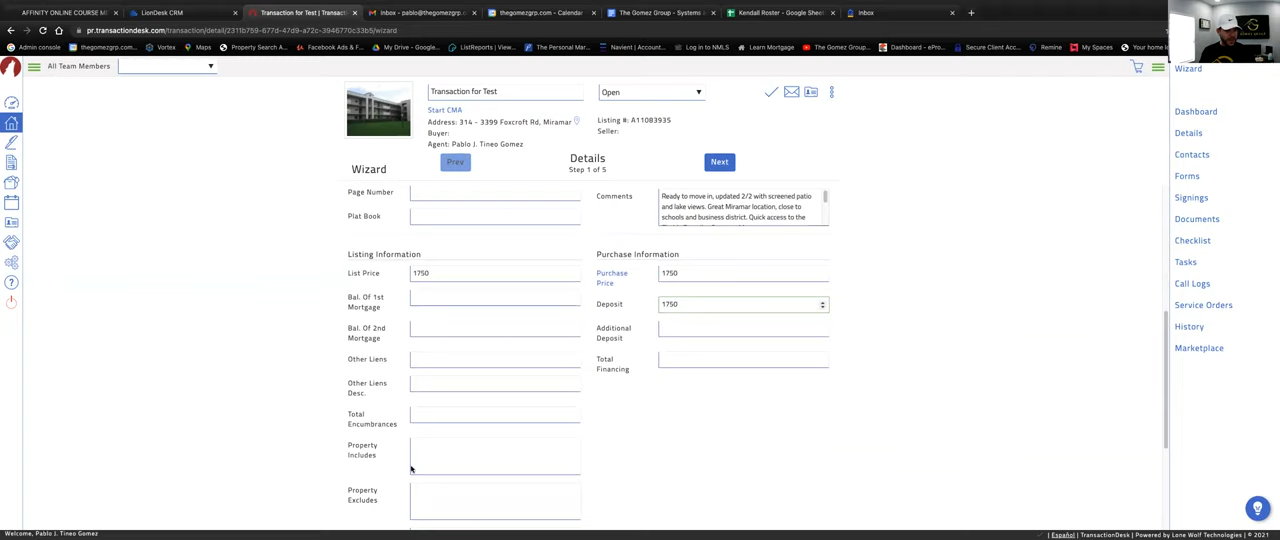 AFFINITY ONLINE COURSE M
LionDesk CRM
Transaction for Test | Transac
Inbox - pablo@thegomezgrp.com
thegomezgrp.com - Calendar
The Gomez Group - Systems a
Kendall Roster - Google Sheet
Inbox
pr.transactiondesk.com/transaction/detail/2311b759-677d-47d9-a72c-3946770c33b5/wizard
Admin console
thegomezgrp.com
Vortex
Maps
Property Search A...
Facebook Ads & F...
My Drive - Google...
ListReports | View...
The Personal Mar...
Navient | Account...
Log in to NMLS
Learn Mortgage
The Gomez Group...
Dashboard - ePro...
Secure Client Acc...
Remine
My Spaces
Your home lo
All Team Members
Wizard
Transaction for Test
Open
Start CMA
Address: 314 - 3399 Foxcroft Rd, Miramar
Buyer:
Agent: Pablo J. Tineo Gomez
Listing #: A11083935
Seller:
Wizard
Prev
Details
Step 1 of 5
Next
Page Number
Plat Book
Comments
Ready to move in, updated 2/2 with screened patio
and lake views. Great Miramar location, close to
schools and business district. Quick access to the
Listing Information
Purchase Information
List Price
1750
Purchase
Price
1750
Bal. Of 1st
Mortgage
Deposit
1750
Bal. Of 2nd
Mortgage
Additional
Deposit
Other Liens
Total
Financing
Other Liens
Desc.
Total
Encumbrances
Property
Includes
Property
Excludes
Dashboard
Details
Contacts
Forms
Signings
Documents
Checklist
Tasks
Call Logs
Service Orders
History
Marketplace
Welcome, Pablo J. Tineo Gomez
Español | TransactionDesk | Powered by Lone Wolf Technologies | © 2021